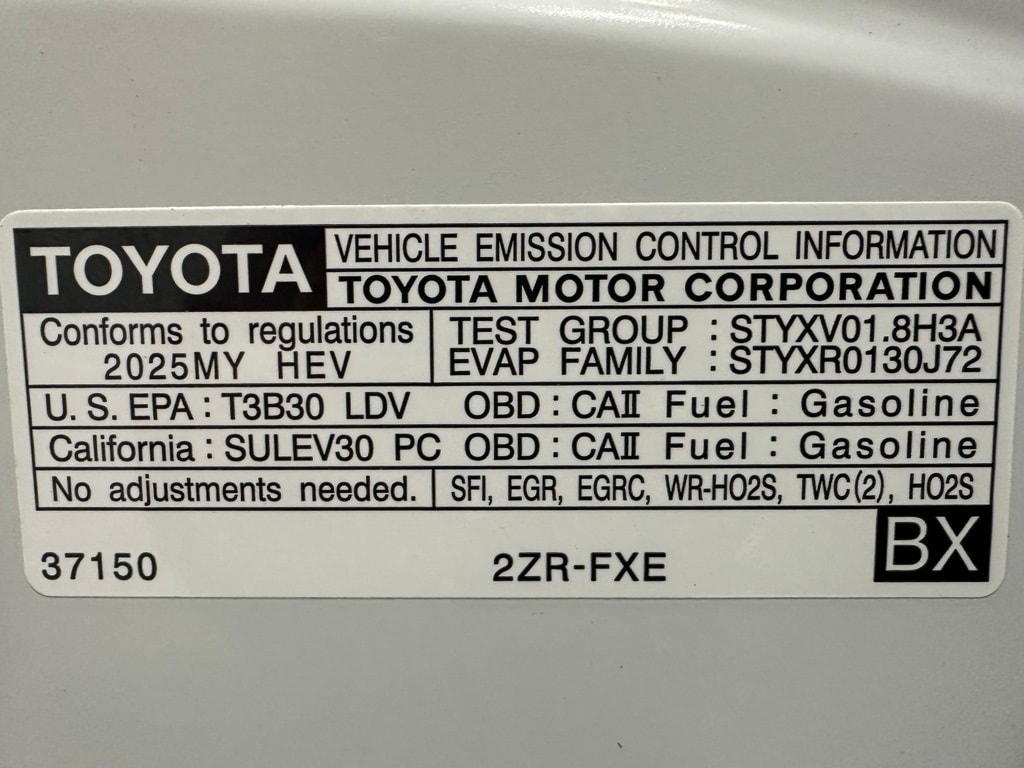 TOYOTA VEHICLE EMISSION CONTROL INFORMATION
TOYOTA MOTOR CORPORATION
Conforms to regulations
2025MY HEV
TEST GROUP : STYXV01.8H3A
EVAP FAMILY : STYXR0130J72
U. S. EPA : T3B30 LDV OBD : CAII Fuel : Gasoline
California : SULEV30 PC OBD : CAII Fuel : Gasoline
No adjustments needed. SFI, EGR, EGRC, WR-HO2S, TWC(2), HO2S
37150 2ZR-FXE BX